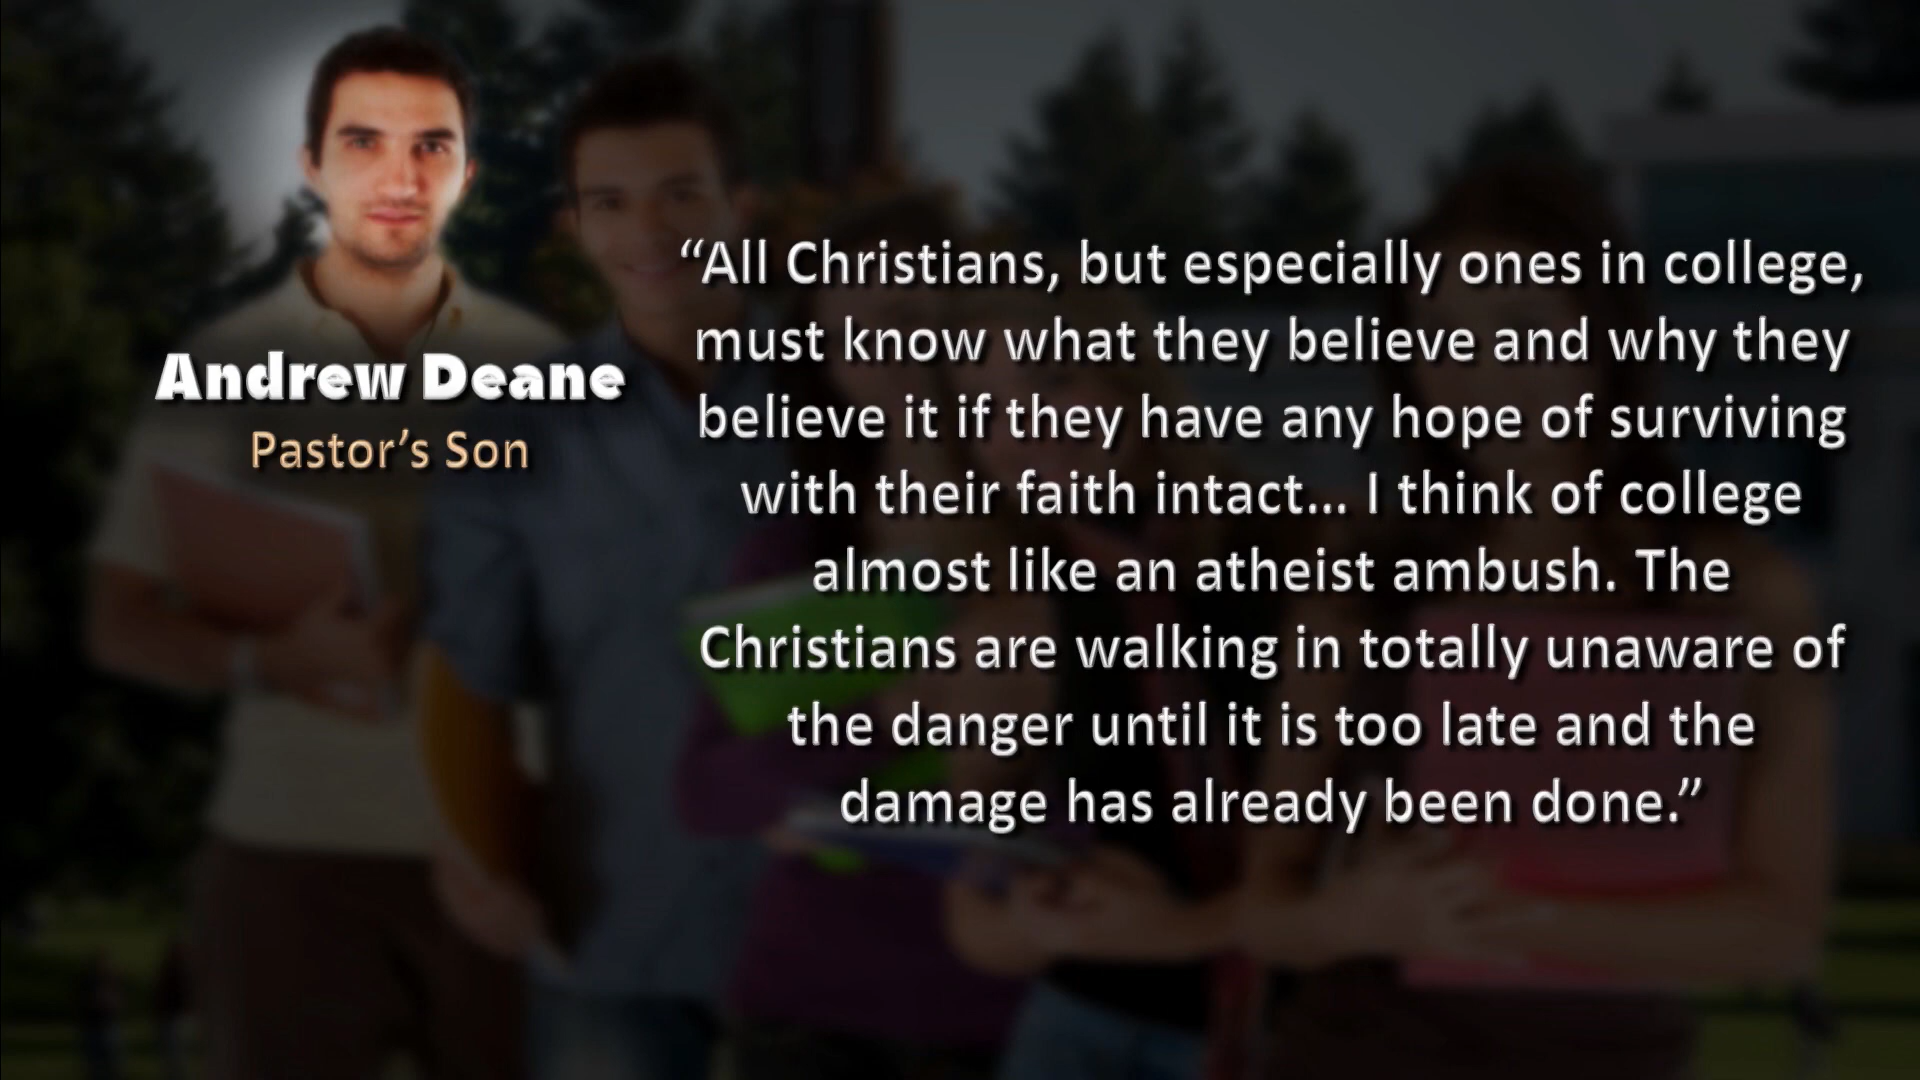 Andrew Deane
Pastor’s Son
“All Christians, but especially ones in college,
must know what they believe and why they
believe it if they have any hope of surviving
with their faith intact... I think of college
almost like an atheist ambush. The
Christians are walking in totally unaware of
the danger until it is too late and the
damage has already been done.”